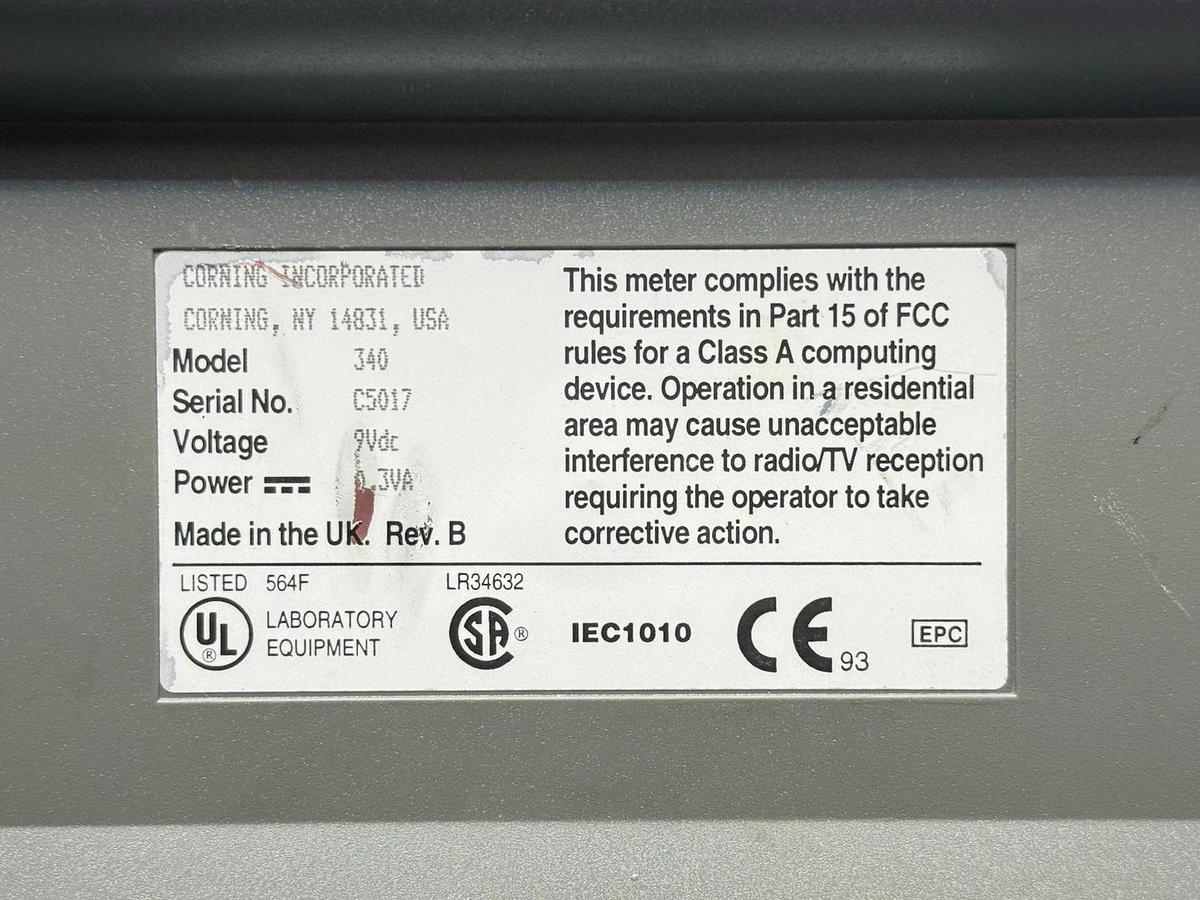 CORNING INCORPORATED
CORNING, NY 14831, USA
Model 340
Serial No. C5017
Voltage 9Vdc
Power 0.3VA
Made in the UK. Rev. B
This meter complies with the
requirements in Part 15 of FCC
rules for a Class A computing
device. Operation in a residential
area may cause unacceptable
interference to radio/TV reception
requiring the operator to take
corrective action.
LISTED 564F
UL ® LABORATORY
EQUIPMENT
LR34632
SA ®
IEC1010
CE 93
EPC